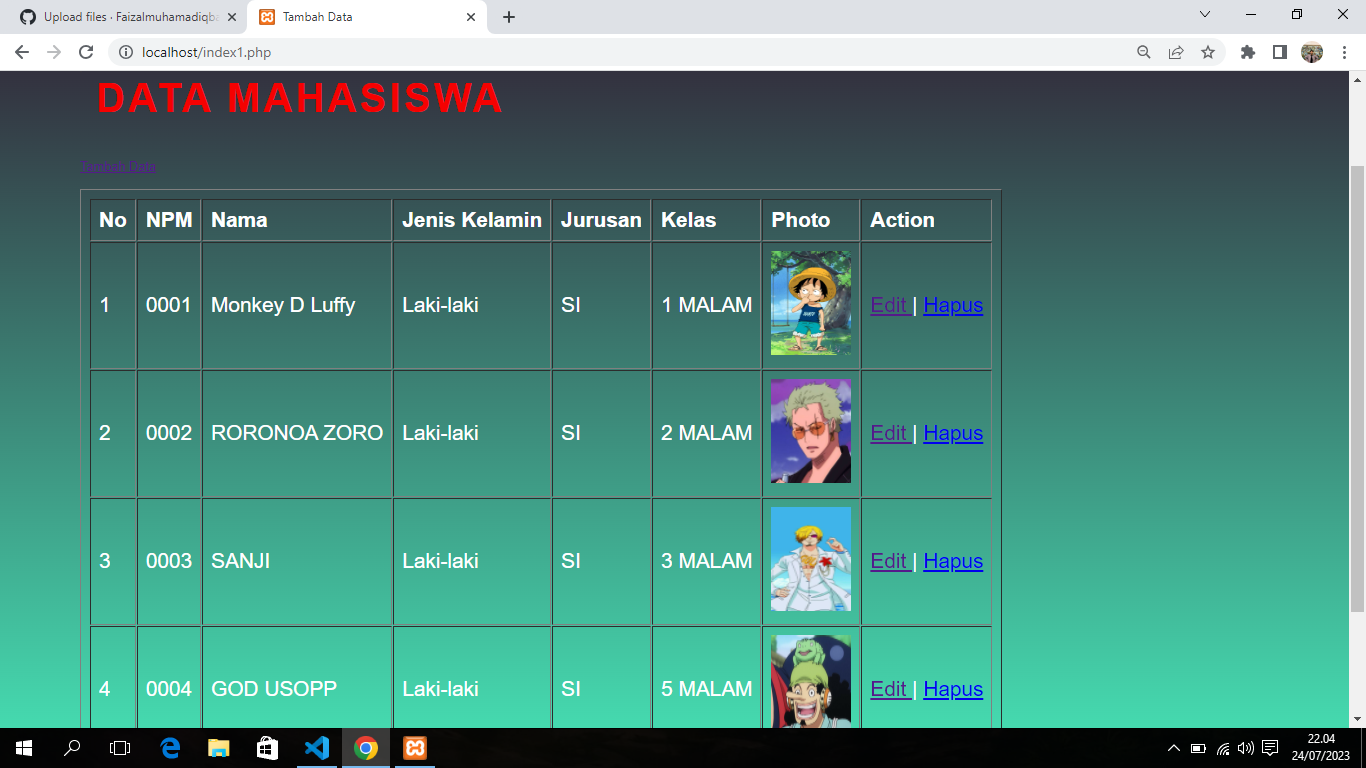 Upload files · Faizalmuhamadiqba
Tambah Data
localhost/index1.php
DATA MAHASISWA
Tambah Data
No NPM Nama Jenis Kelamin Jurusan Kelas Photo Action
1 0001 Monkey D Luffy Laki-laki SI 1 MALAM Edit | Hapus
2 0002 RORONOA ZORO Laki-laki SI 2 MALAM Edit | Hapus
3 0003 SANJI Laki-laki SI 3 MALAM Edit | Hapus
4 0004 GOD USOPP Laki-laki SI 5 MALAM Edit | Hapus
22.04
24/07/2023